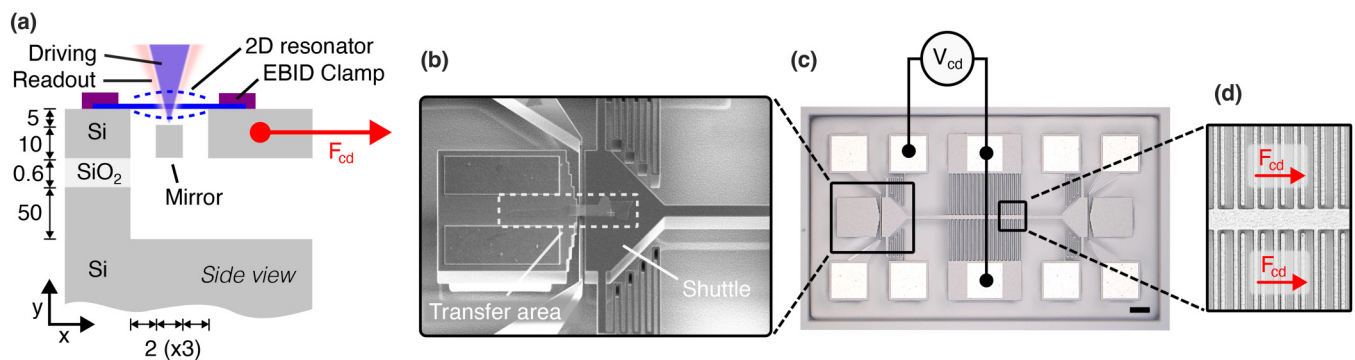 (a)
Driving
Readout
2D resonator
EBID Clamp
5
10
0.6
50
Si
SiO2
Si
Mirror
Fcd
Side view
y
x
2 (x3)
(b)
Transfer area
Shuttle
(c)
Vcd
(d)
Fcd
Fcd